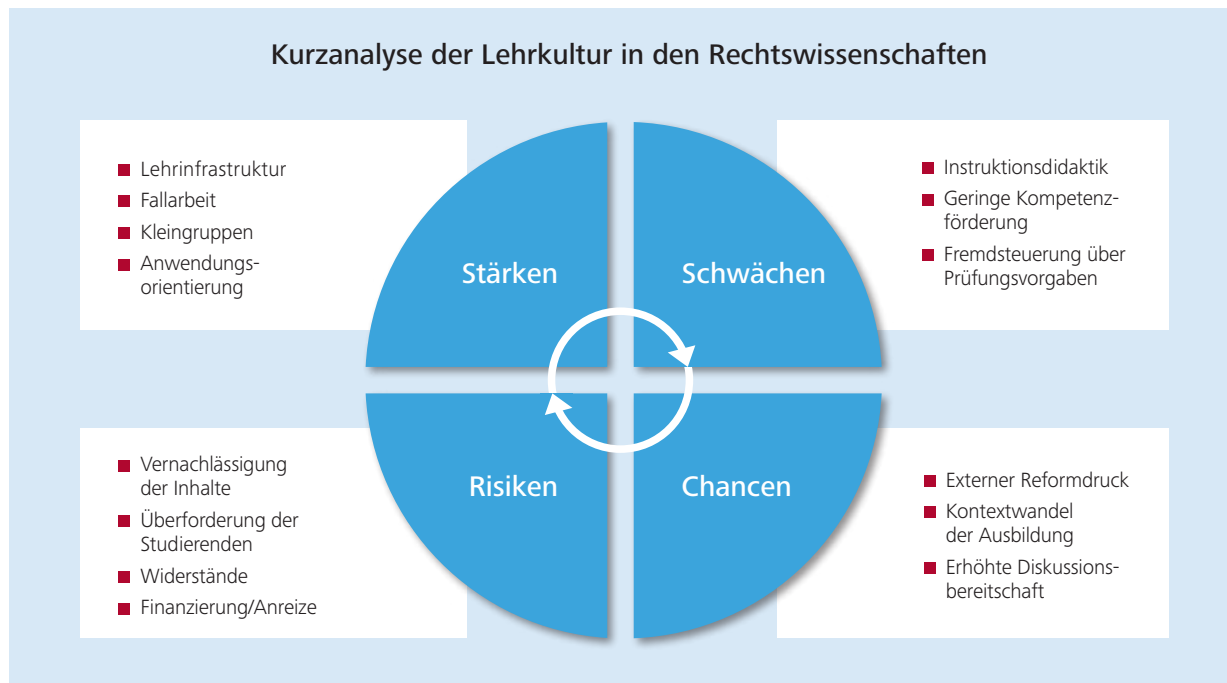 Kurzanalyse der Lehrkultur in den Rechtswissenschaften
Lehrinfrastruktur
Fallarbeit
Kleingruppen
Anwendungs-
orientierung
Stärken
Schwächen
Instruktionsdidaktik
Geringe Kompetenz-
förderung
Fremdsteuerung über
Prüfungsvorgaben
Vernachlässigung
der Inhalte
Überforderung der
Studierenden
Widerstände
Finanzierung/Anreize
Risiken
Chancen
Externer Reformdruck
Kontextwandel
der Ausbildung
Erhöhte Diskussions-
bereitschaft